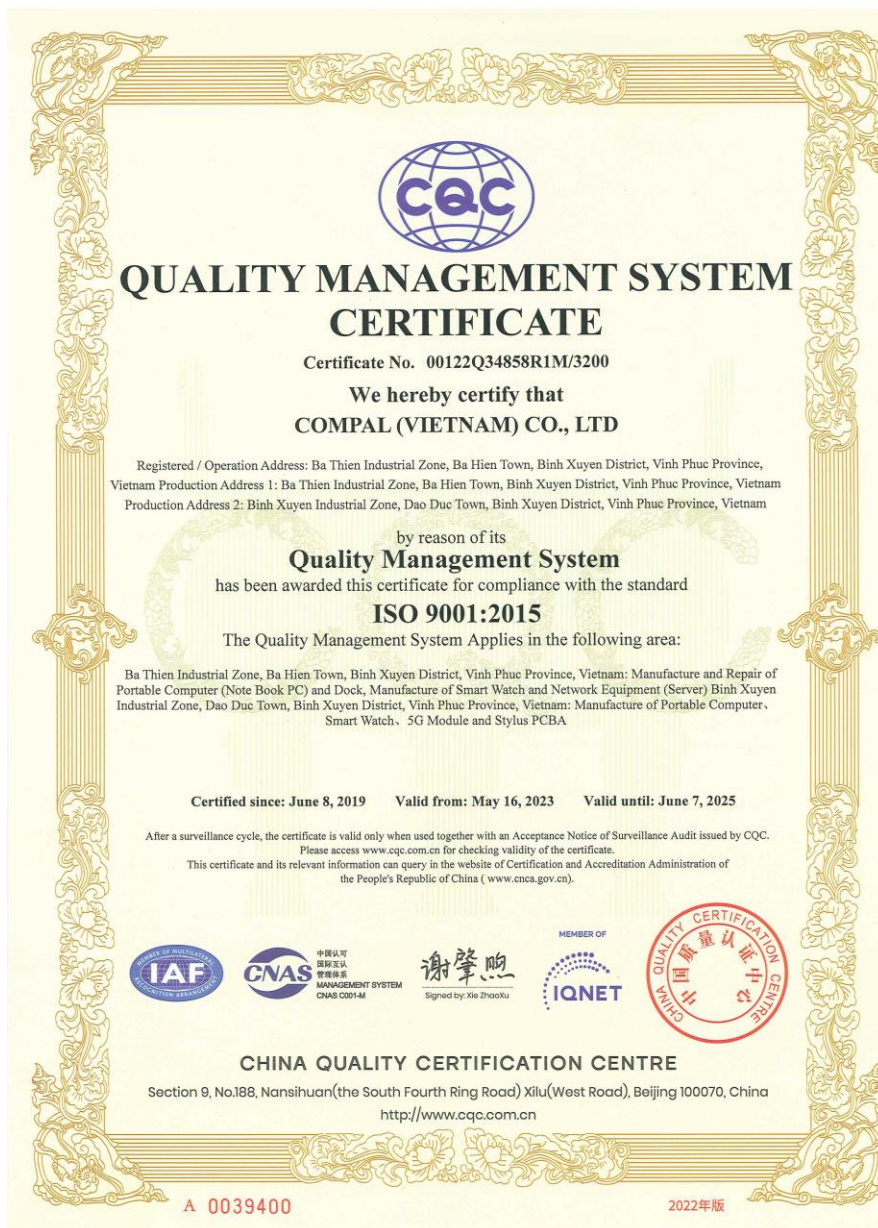 CQC
QUALITY MANAGEMENT SYSTEM
CERTIFICATE
Certificate No. 00122Q34858R1M/3200
We hereby certify that
COMPAL (VIETNAM) CO., LTD
Registered / Operation Address: Ba Thien Industrial Zone, Ba Hien Town, Binh Xuyen District, Vinh Phuc Province,
Vietnam Production Address 1: Ba Thien Industrial Zone, Ba Hien Town, Binh Xuyen District, Vinh Phuc Province, Vietnam
Production Address 2: Binh Xuyen Industrial Zone, Dao Duc Town, Binh Xuyen District, Vinh Phuc Province, Vietnam
by reason of its
Quality Management System
has been awarded this certificate for compliance with the standard
ISO 9001:2015
The Quality Management System Applies in the following area:
Ba Thien Industrial Zone, Ba Hien Town, Binh Xuyen District, Vinh Phuc Province, Vietnam: Manufacture and Repair of
Portable Computer (Note Book PC) and Dock, Manufacture of Smart Watch and Network Equipment (Server) Binh Xuyen
Industrial Zone, Dao Duc Town, Binh Xuyen District, Vinh Phuc Province, Vietnam: Manufacture of Portable Computer、
Smart Watch、5G Module and Stylus PCBA
Certified since: June 8, 2019 Valid from: May 16, 2023 Valid until: June 7, 2025
After a surveillance cycle, the certificate is valid only when used together with an Acceptance Notice of Surveillance Audit issued by CQC.
Please access www.cqc.com.cn for checking validity of the certificate.
This certificate and its relevant information can query in the website of Certification and Accreditation Administration of
the People's Republic of China ( www.cnca.gov.cn).
MEMBER OF MULTILATERAL
IAF
RECOGNITION ARRANGEMENT
CNAS
中国认可
国际互认
管理体系
MANAGEMENT SYSTEM
CNAS C001-M
谢肇煦
Signed by: Xie ZhaoXu
MEMBER OF
IQNET
CHINA QUALITY CERTIFICATION CENTRE
中国质量认证中心
CHINA QUALITY CERTIFICATION CENTRE
Section 9, No.188, Nansihuan(the South Fourth Ring Road) Xilu(West Road), Beijing 100070, China
http://www.cqc.com.cn
A 0039400
2022年版